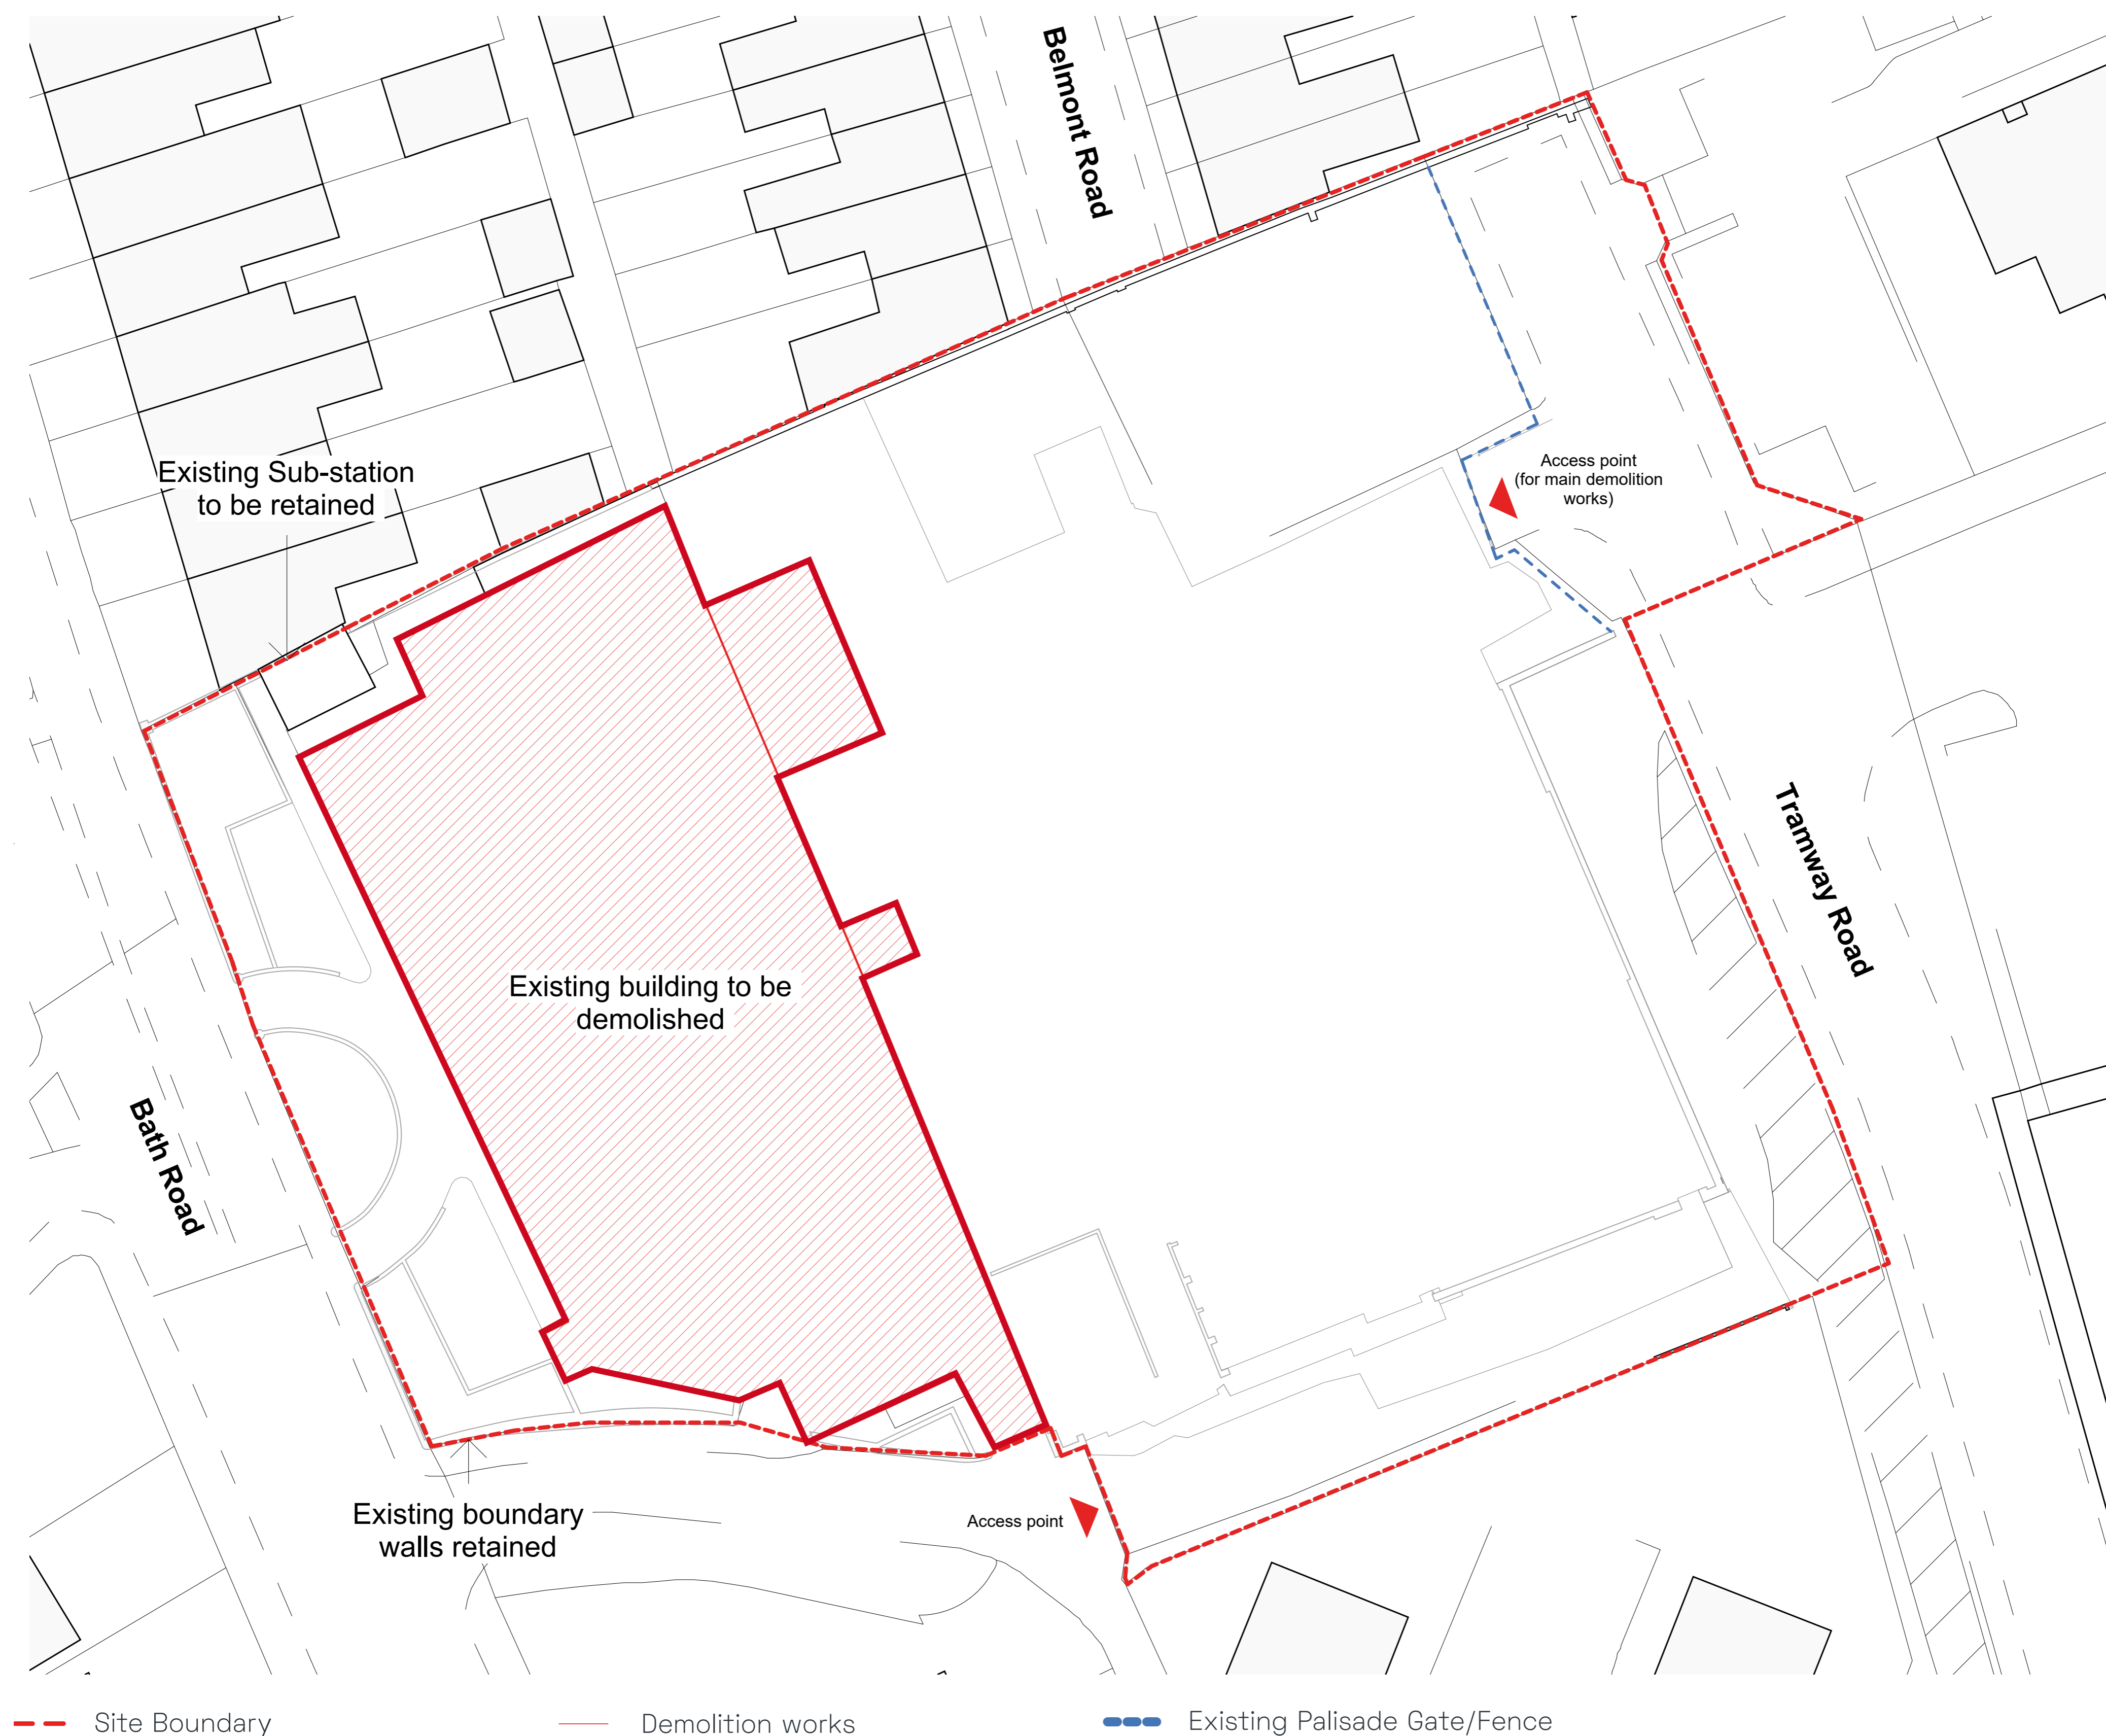 Belmont Road
Existing Sub-station
to be retained
Access point
(for main demolition
works)
Tramway Road
Existing building to be
demolished
Bath Road
Existing boundary
walls retained
Access point
Site Boundary
Demolition works
Existing Palisade Gate/Fence